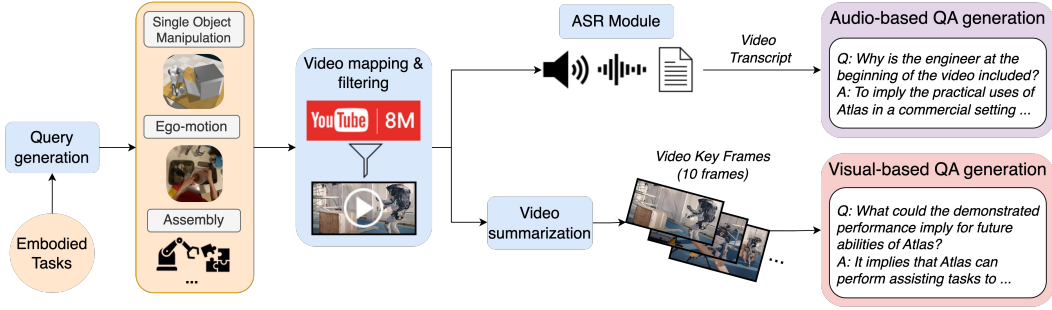 Embodied
Tasks
Query
generation
Single Object
Manipulation
Ego-motion
Assembly
...
Video mapping &
filtering
YouTube 8M
ASR Module
Video
Transcript
Audio-based QA generation
Q: Why is the engineer at the
beginning of the video included?
A: To imply the practical uses of
Atlas in a commercial setting ...
Video
summarization
Video Key Frames
(10 frames)
...
Visual-based QA generation
Q: What could the demonstrated
performance imply for future
abilities of Atlas?
A: It implies that Atlas can
perform assisting tasks to ...